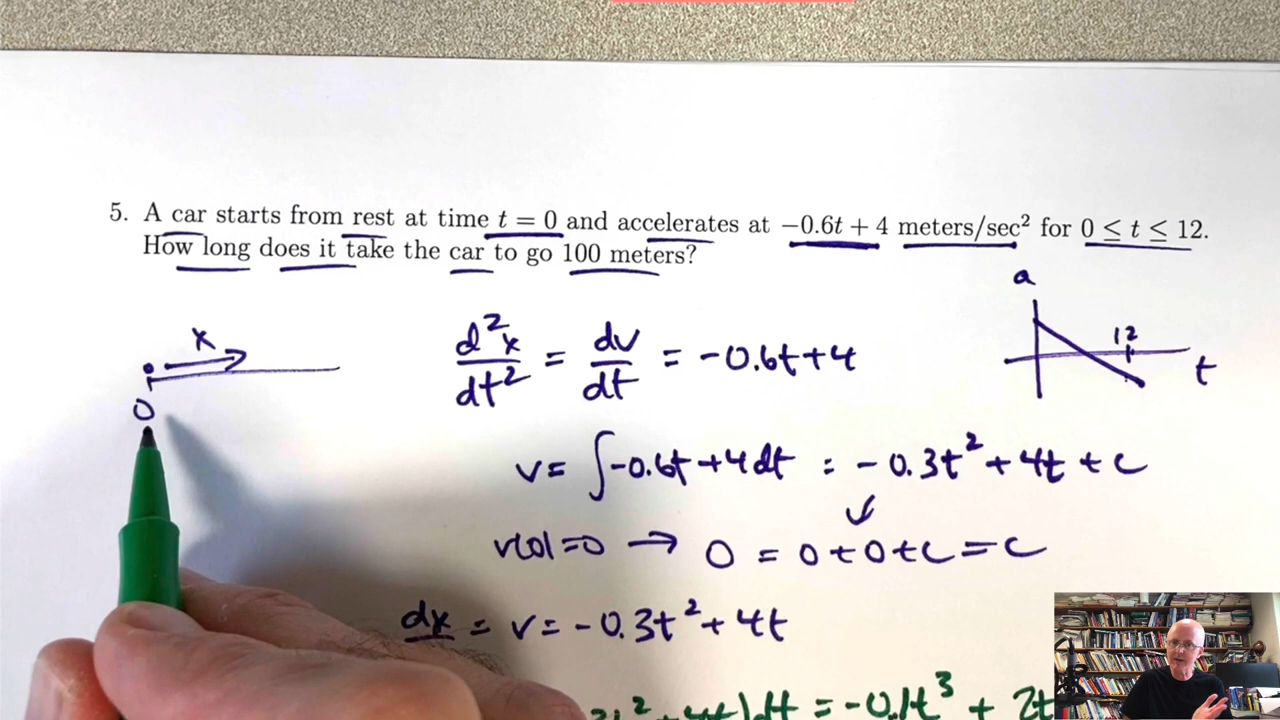 5. A car starts from rest at time t = 0 and accelerates at −0.6t + 4 meters/sec² for 0 ≤ t ≤ 12.
How long does it take the car to go 100 meters?
a
12
t
x
0
d²x/dt² = dv/dt = -0.6t+4
v= ∫-0.6t+4dt = -0.3t²+4t+c
v(0)=0 → 0 = 0+0+c=c
dx = v= -0.3t²+4t
dt = -0.1t³ + 2t